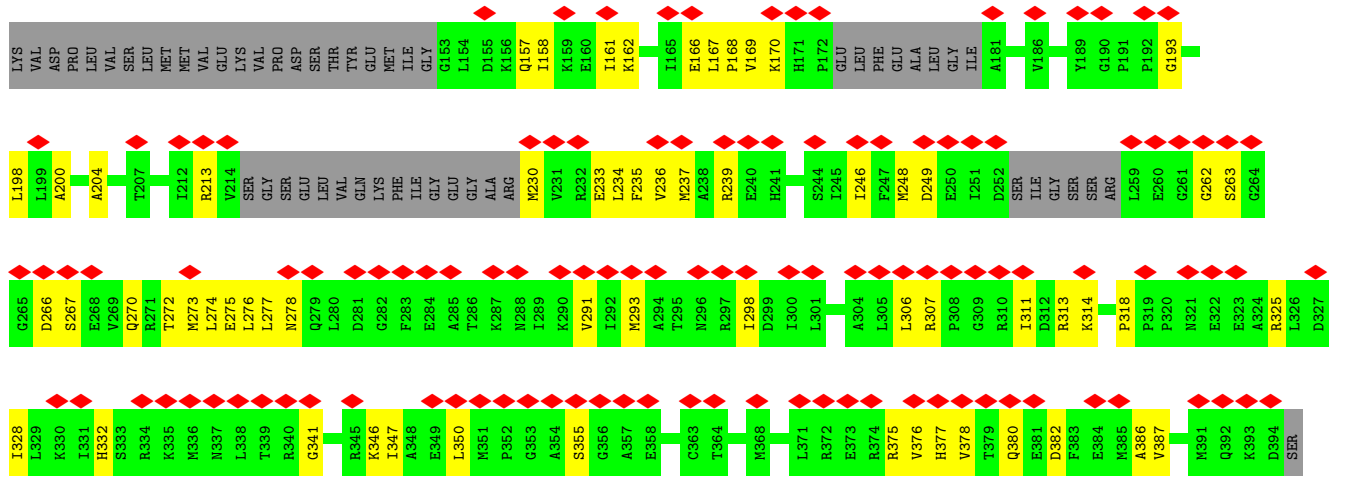 LYS VAL ASP PRO LEU VAL SER LEU MET MET VAL GLU LYS VAL PRO ASP SER THR TYR GLU MET ILE GLY G153 L154 D155 K156 Q157 I158 K159 E160 I161 K162 I165 E166 L167 P168 V169 K170 H171 P172 GLU LEU PHE GLU ALA LEU GLY ILE A181 V186 Y189 G190 P191 P192 G193
L198 L199 A200 A204 T207 I212 R213 V214 SER GLY SER GLU LEU VAL GLN LYS PHE ILE GLY GLU GLY ALA ARG M230 V231 R232 E233 L234 F235 V236 M237 A238 R239 E240 H241 S244 I245 I246 F247 M248 D249 E250 I251 D252 SER ILE GLY SER SER ARG L259 E260 G261 G262 S263 G264
G265 D266 S267 E268 V269 Q270 R271 T272 M273 L274 E275 L276 L277 N278 Q279 L280 D281 G282 F283 E284 A285 T286 K287 N288 I289 K290 V291 I292 M293 A294 T295 N296 R297 I298 D299 I300 L301 A304 L305 L306 R307 P308 G309 R310 I311 D312 R313 K314 P318 P319 P320 N321 E322 E323 A324 R325 L326 D327
I328 L329 K330 I331 H332 S333 R334 K335 M336 N337 L338 T339 R340 G341 R345 K346 I347 A348 E349 L350 M351 P352 G353 A354 S355 G356 A357 E358 C363 T364 M368 L371 R372 E373 R374 R375 V376 H377 V378 T379 Q380 E381 D382 F383 E384 M385 A386 V387 M391 Q392 K393 D394 SER